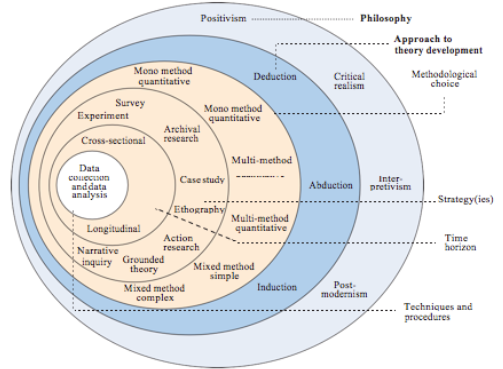 Positivism
Philosophy
Approach to
theory development
Mono method
quantitative
Deduction
Critical
realism
Methodological
choice
Survey
Experiment
Mono method
quantitative
Cross-sectional
Archival
research
Data
collection
and data
analysis
Multi-method
Case study
Abduction
Inter-
pretivism
Strategy(ies)
Ethography
Multi-method
quantitative
Longitudinal
Narrative
inquiry
Grounded
theory
Action
research
Time
horizon
Mixed method
simple
Mixed method
complex
Induction
Post-
modernism
Techniques and
procedures